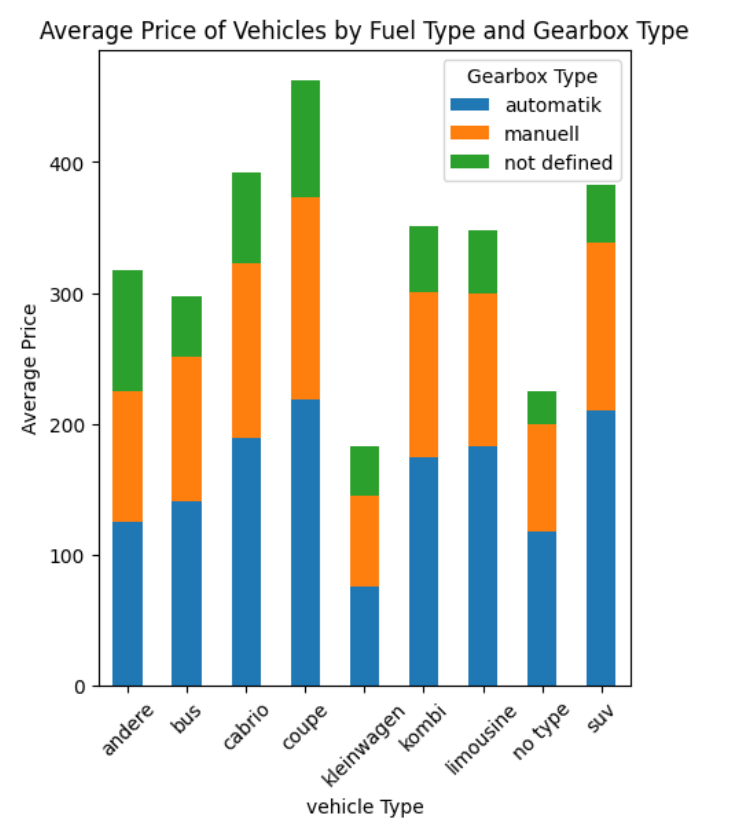 Average Price of Vehicles by Fuel Type and Gearbox Type
Gearbox Type
automatik
manuell
not defined
400
300
200
100
0
Average Price
andere
bus
cabrio
coupe
kleinwagen
kombi
limousine
no type
suv
vehicle Type